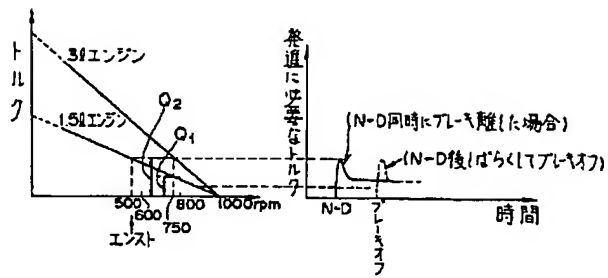 トルク
3ℓエンジン
1.5ℓエンジン
Q2
Q1
500
600
750
800
1000rpm
エンスト
発進に必要なトルク
(N-D同時にブレーキ離した場合)
(N-D後しばらくしてブレーキオフ)
N-D
ブレーキオフ
時間